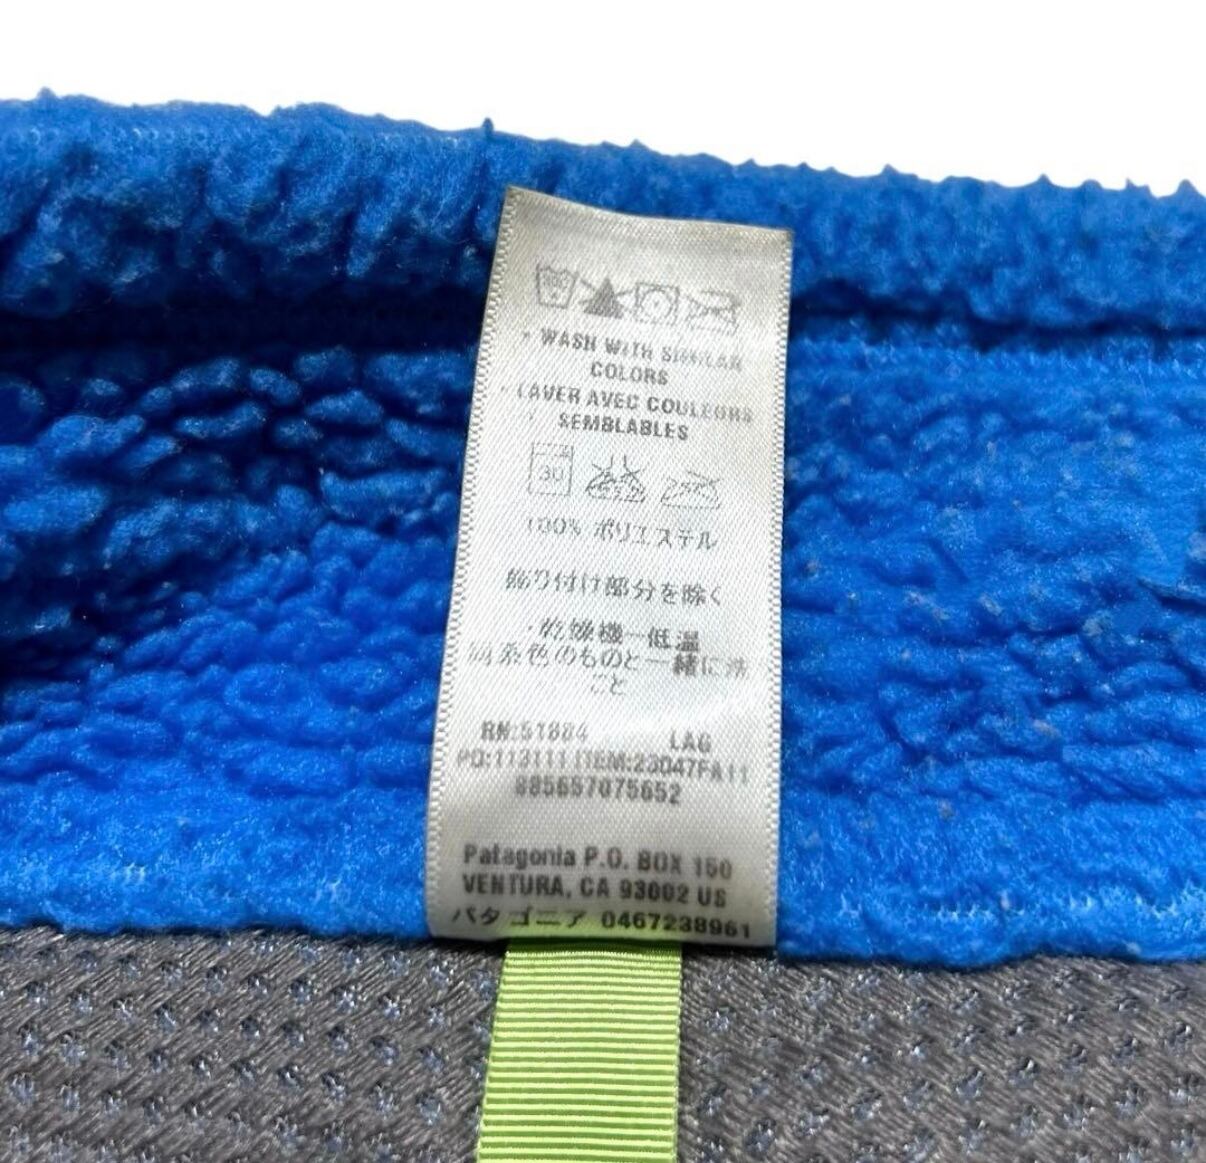 • WASH WITH SIMILAR
COLORS
• LAVER AVEC COULEURS
SEMBLABLES
30
100% ポリエステル
飾り付け部分を除く
・乾燥機ー低温
同系色のものと一緒に洗
こと
RN:51884 LAG
PO:113111 ITEM:23047FA11
885657075652
Patagonia P.O. BOX 150
VENTURA, CA 93002 US
パタゴニア 0467238961